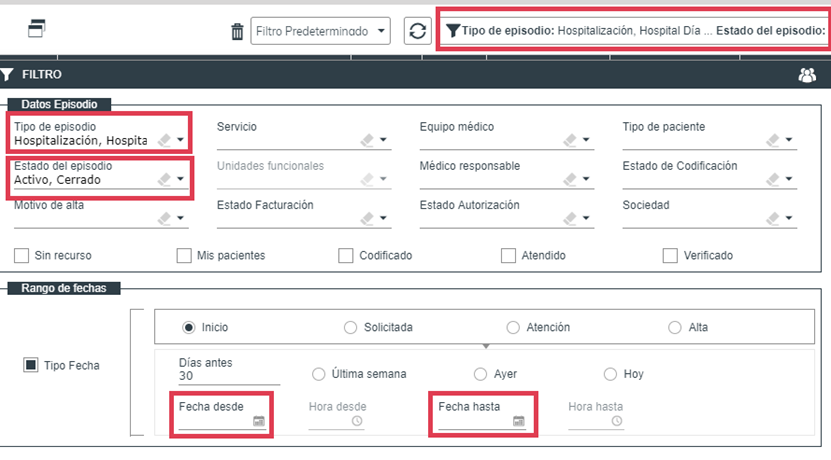 Filtro Predeterminado
Tipo de episodio: Hospitalización, Hospital Día ... Estado del episodio:
FILTRO
Datos Episodio
Tipo de episodio Servicio Equipo médico Tipo de paciente
Hospitalización, Hospita
Estado del episodio Unidades funcionales Médico responsable Estado de Codificación
Activo, Cerrado
Motivo de alta Estado Facturación Estado Autorización Sociedad
Sin recurso Mis pacientes Codificado Atendido Verificado
Rango de fechas
Inicio Solicitada Atención Alta
Tipo Fecha
Días antes
30
Última semana Ayer Hoy
Fecha desde Hora desde Fecha hasta Hora hasta